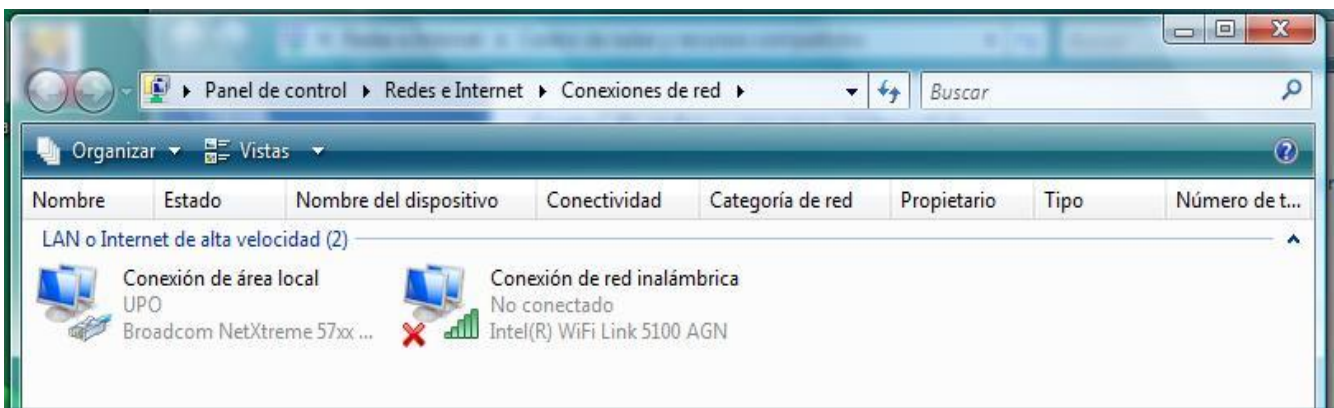 Panel de control Redes e Internet Conexiones de red Buscar
Organizar Vistas
Nombre Estado Nombre del dispositivo Conectividad Categoría de red Propietario Tipo Número de t...
LAN o Internet de alta velocidad (2)
Conexión de área local
UPO
Broadcom NetXtreme 57xx ...
Conexión de red inalámbrica
No conectado
Intel(R) WiFi Link 5100 AGN